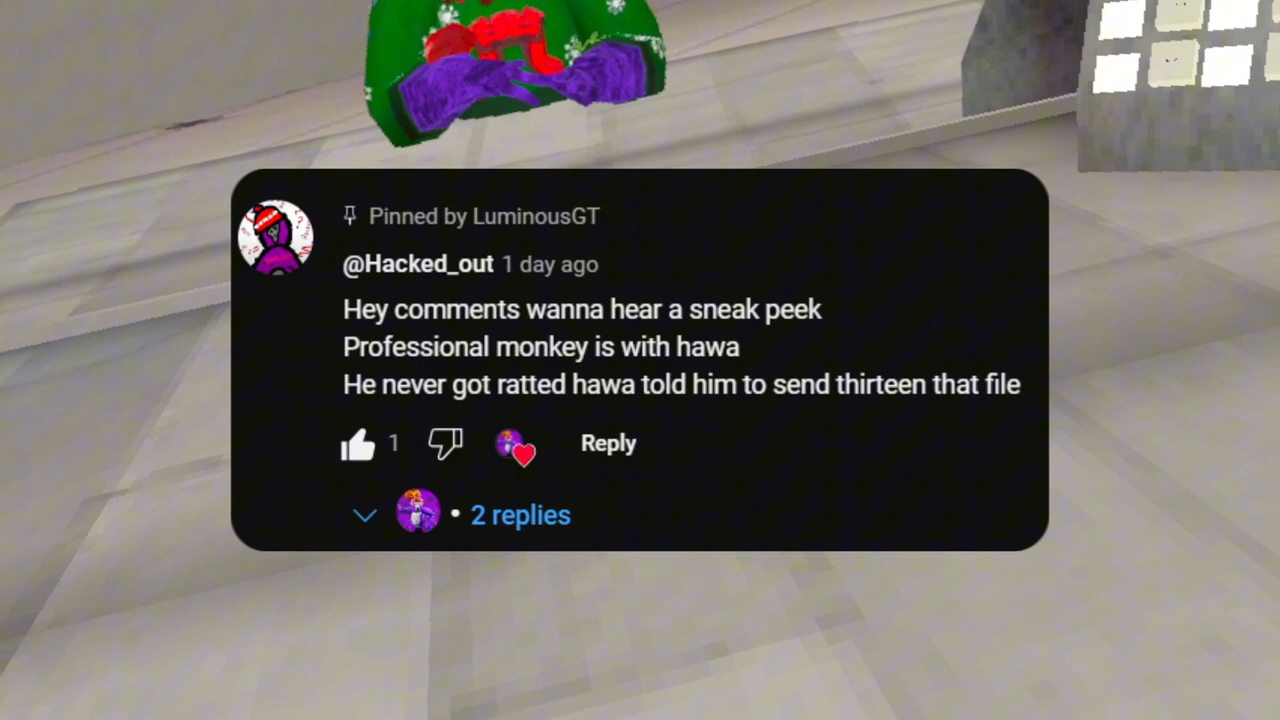 Pinned by LuminousGT
@Hacked_out 1 day ago
Hey comments wanna hear a sneak peek
Professional monkey is with hawa
He never got ratted hawa told him to send thirteen that file
1 Reply
• 2 replies